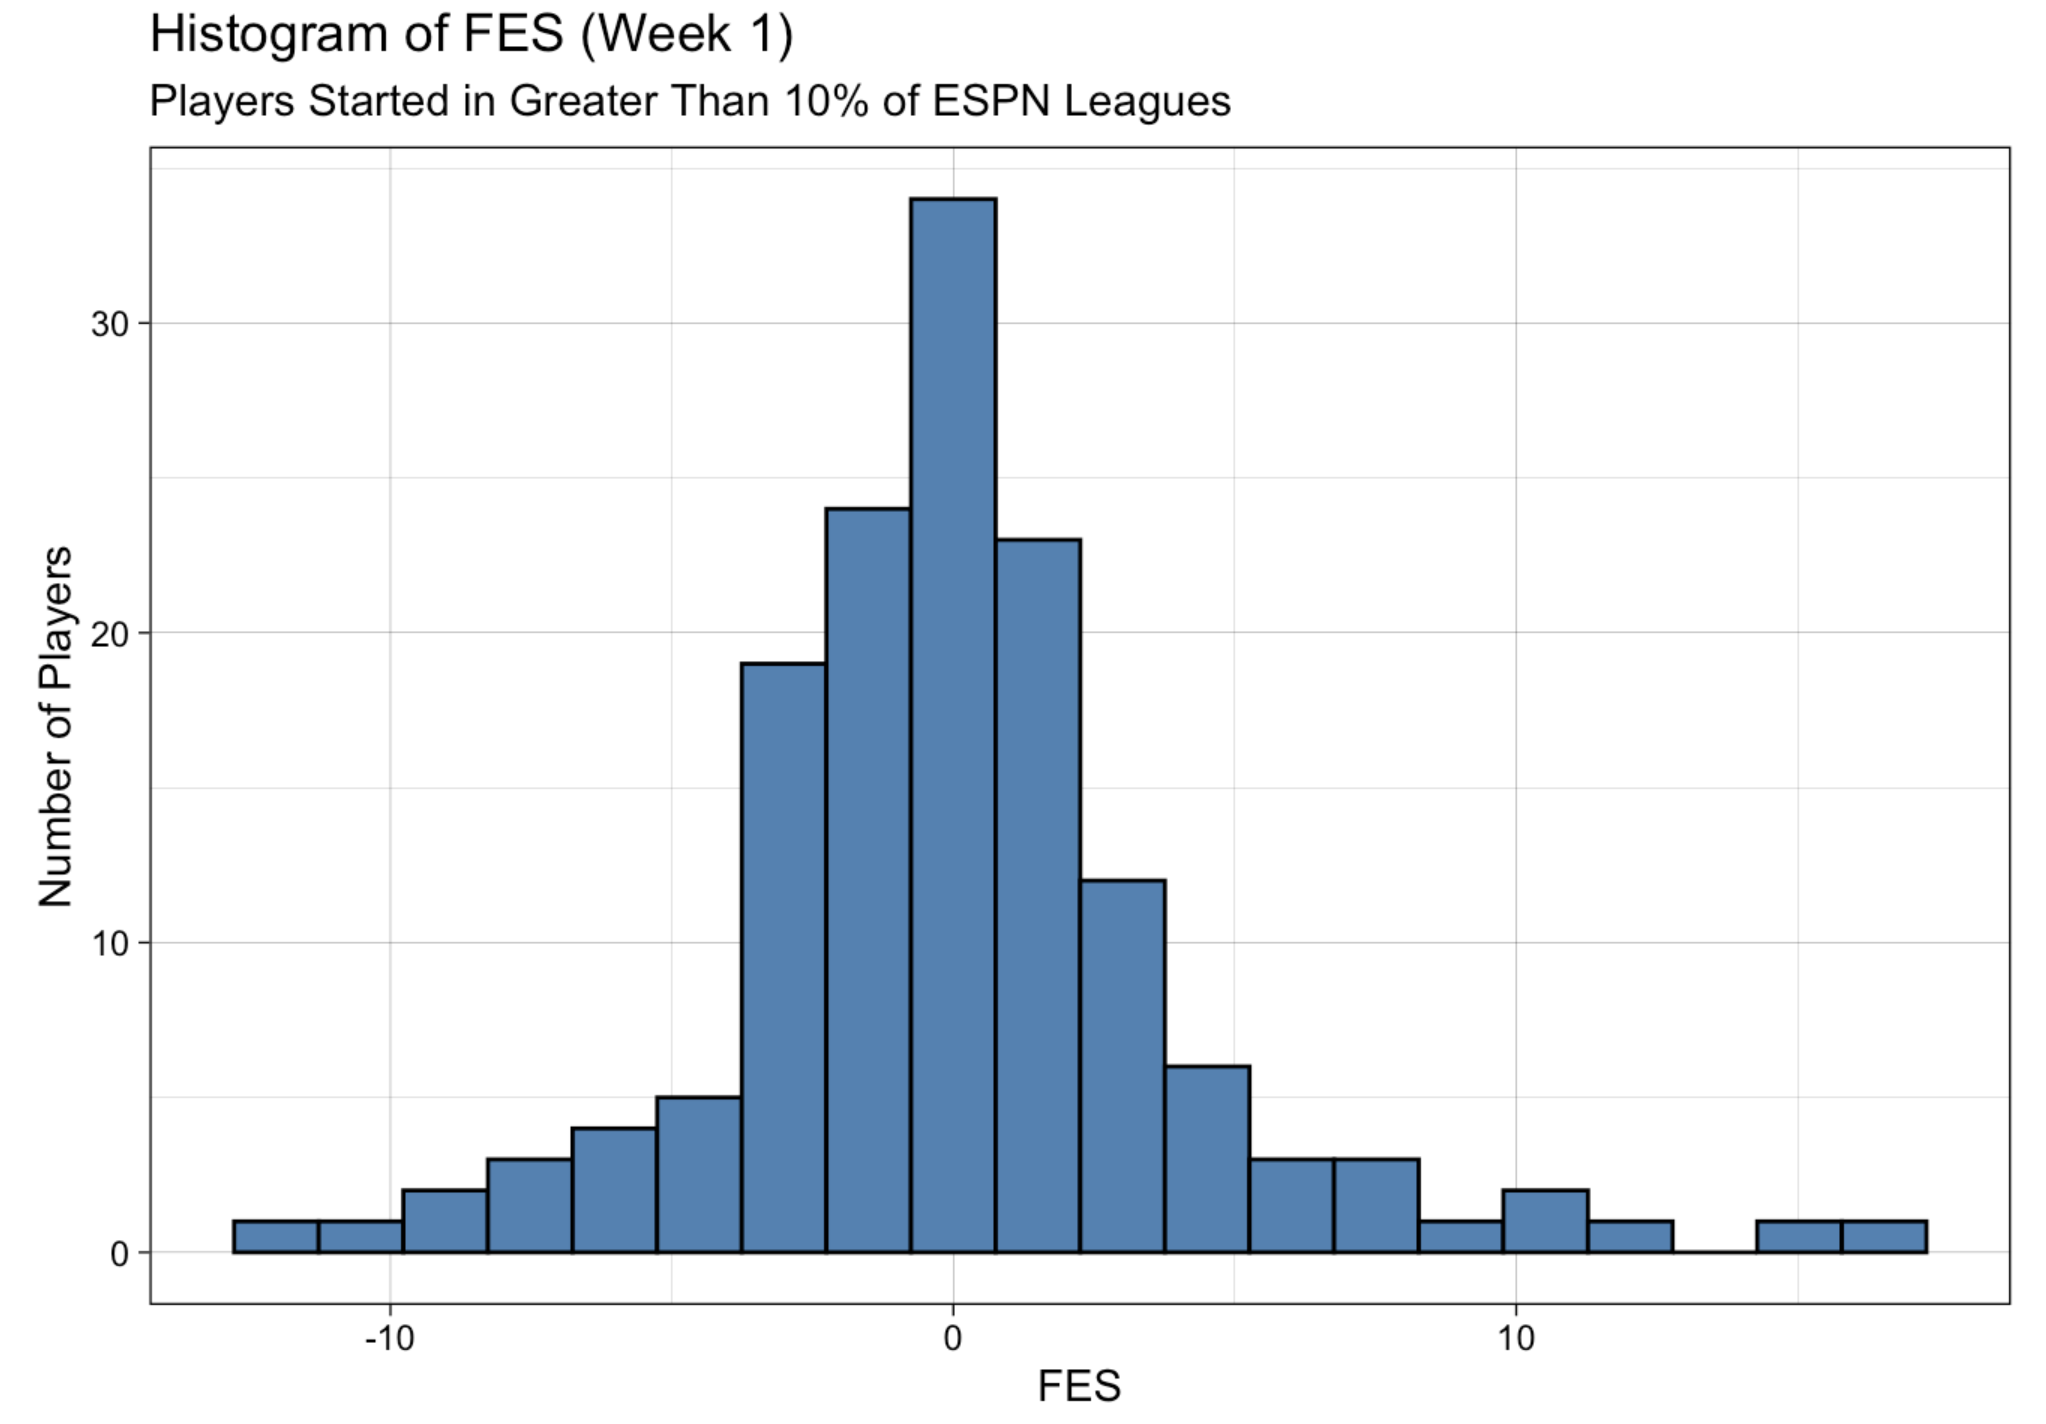 Histogram of FES (Week 1)
Players Started in Greater Than 10% of ESPN Leagues
Number of Players
30
20
10
0
-10
0
10
FES